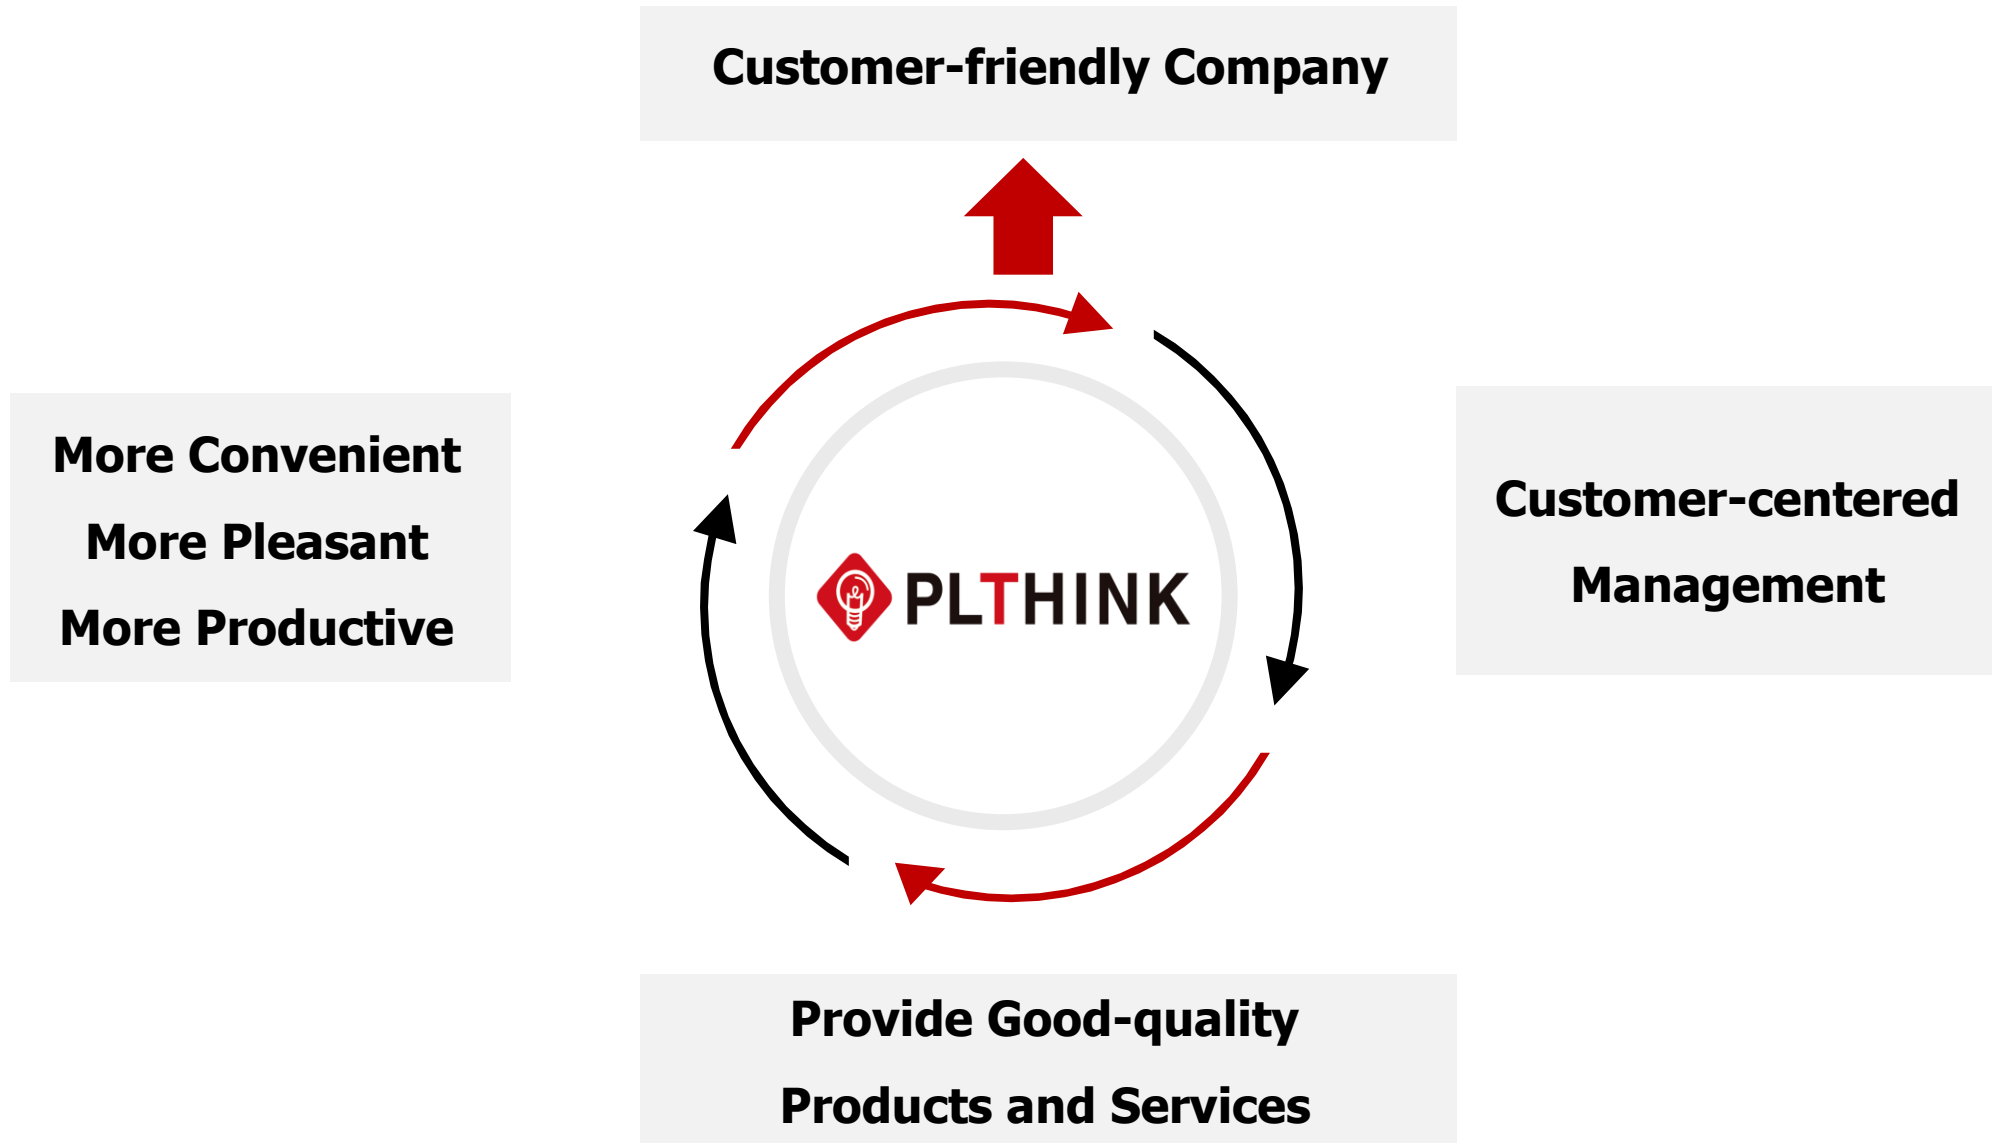 Customer-friendly Company
More Convenient
More Pleasant
More Productive
PLTHINK
Customer-centered
Management
Provide Good-quality
Products and Services